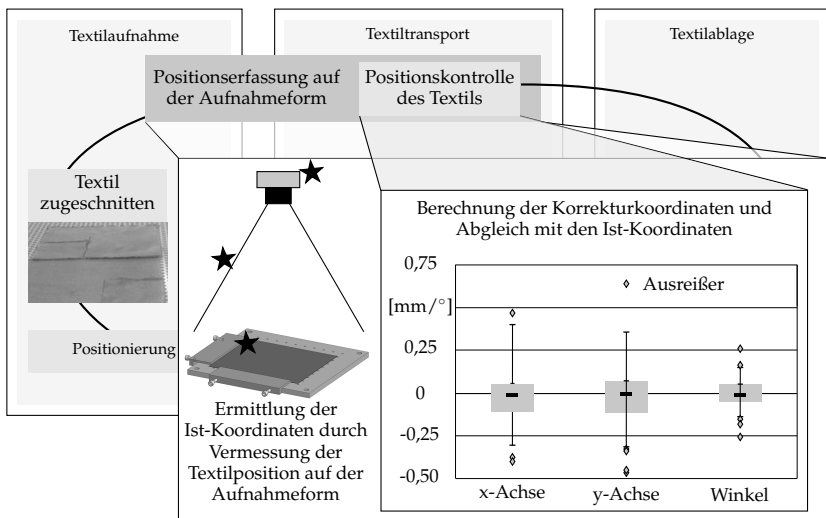 Textilaufnahme
Textiltransport
Textilablage
Positionserfassung auf
der Aufnahmeform
Positionskontrolle
des Textils
Textil
zugeschnitten
Positionierung
Ermittlung der
Ist-Koordinaten durch
Vermessung der
Textilposition auf der
Aufnahmeform
Berechnung der Korrekturkoordinaten und
Abgleich mit den Ist-Koordinaten
0,75
[mm/°]
Ausreißer
0,25
0
-0,25
-0,50
x-Achse
y-Achse
Winkel